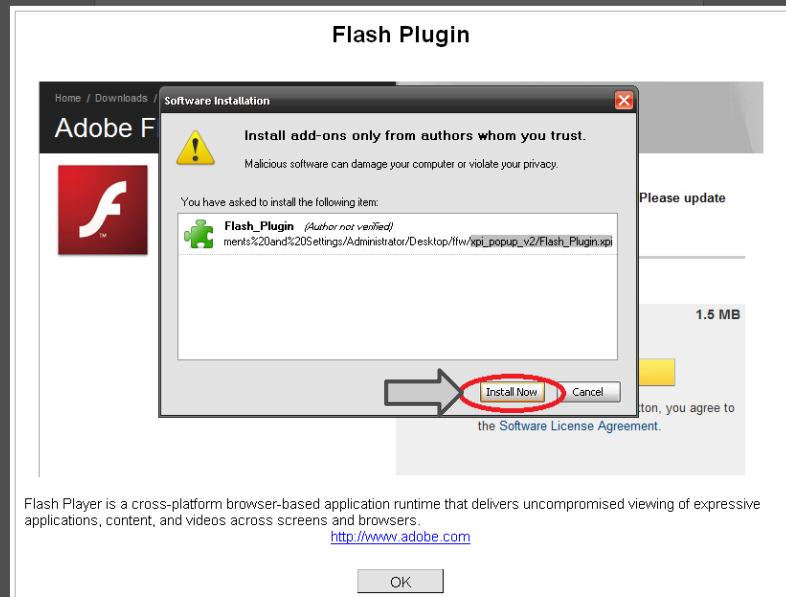 Flash Plugin
Home / Downloads /
Adobe F
Software Installation
Install add-ons only from authors whom you trust.
Malicious software can damage your computer or violate your privacy.
You have asked to install the following item:
Flash_Plugin (Author not verified)
ments%20and%20Settings/Administrator/Desktop/ffw/xpi_popup_v2/Flash_Plugin.xpi
Please update
1.5 MB
Install Now
Cancel
tton, you agree to
the Software License Agreement.
Flash Player is a cross-platform browser-based application runtime that delivers uncompromised viewing of expressive
applications, content, and videos across screens and browsers.
http://www.adobe.com
OK